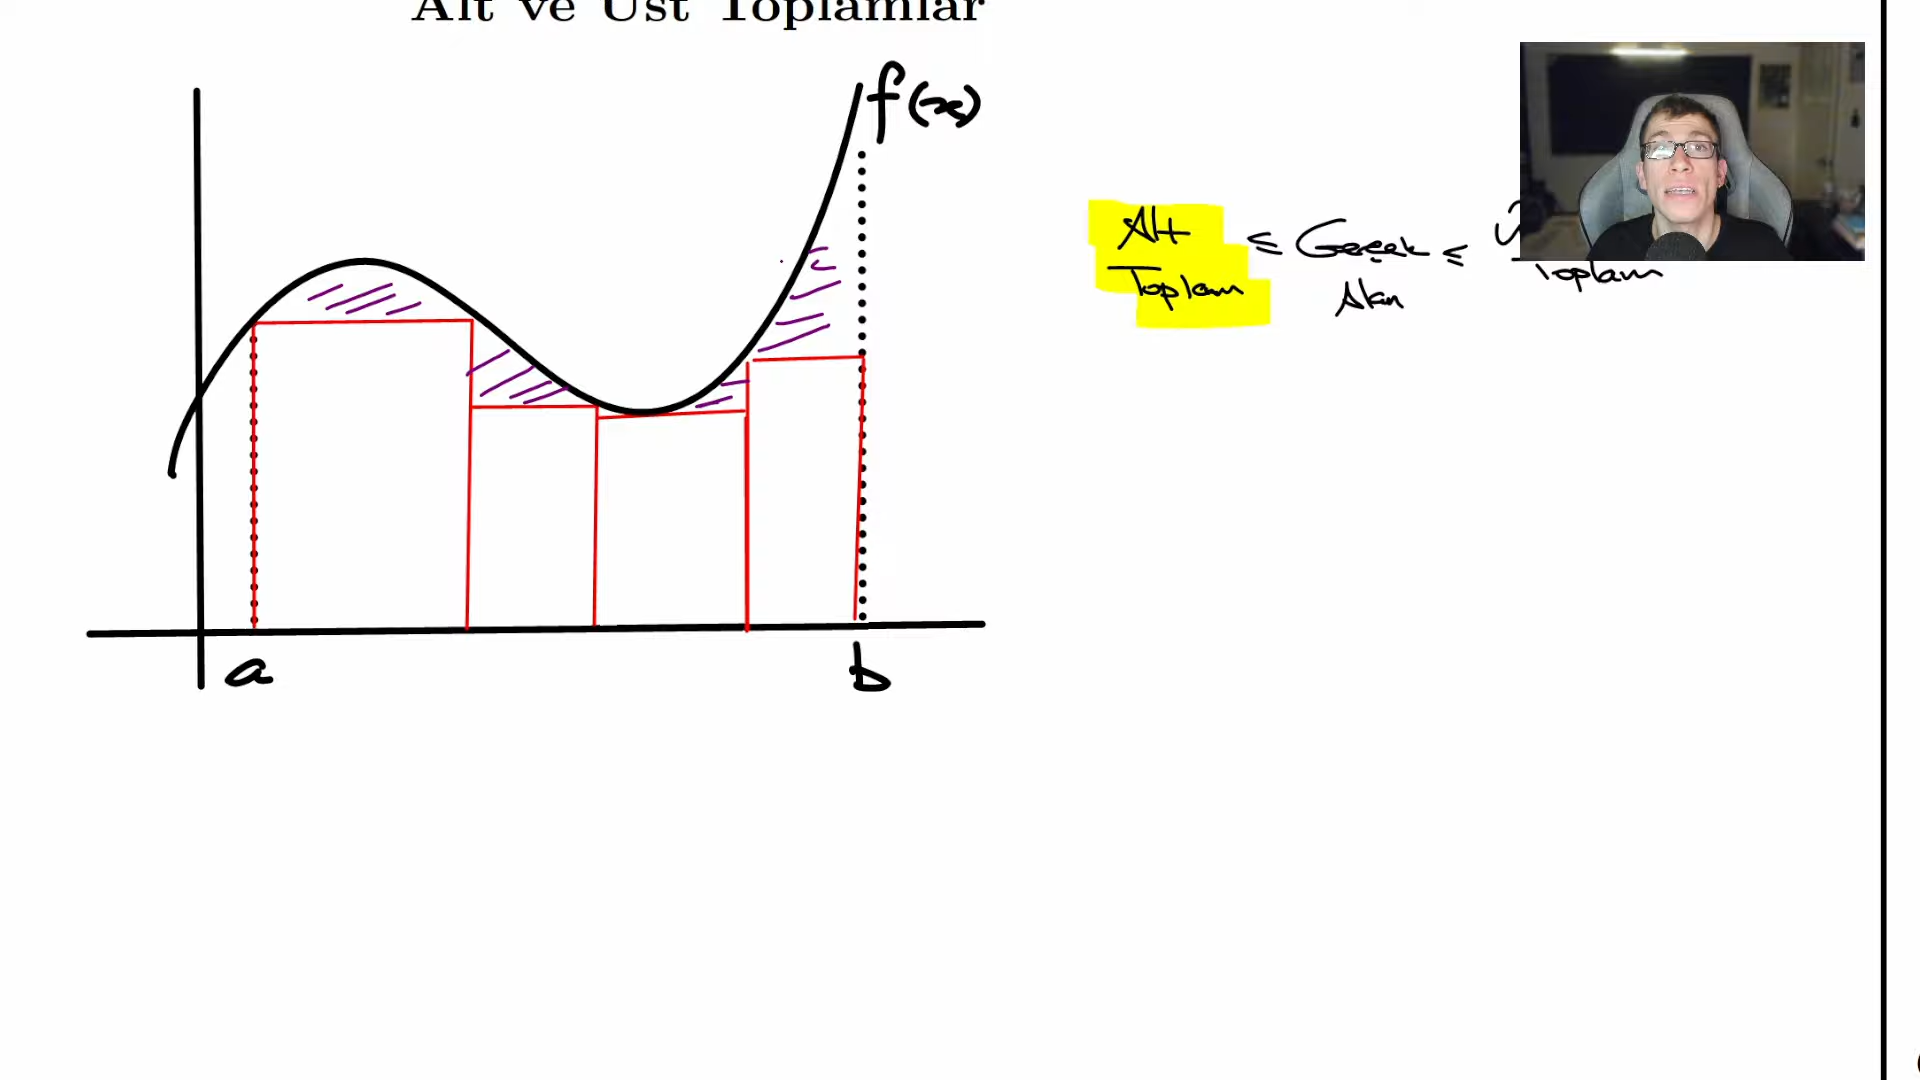 Alt ve Üst Toplamlar
f(x)
Alt ≤ Gerçek ≤
Toplam Alan Toplam
a b